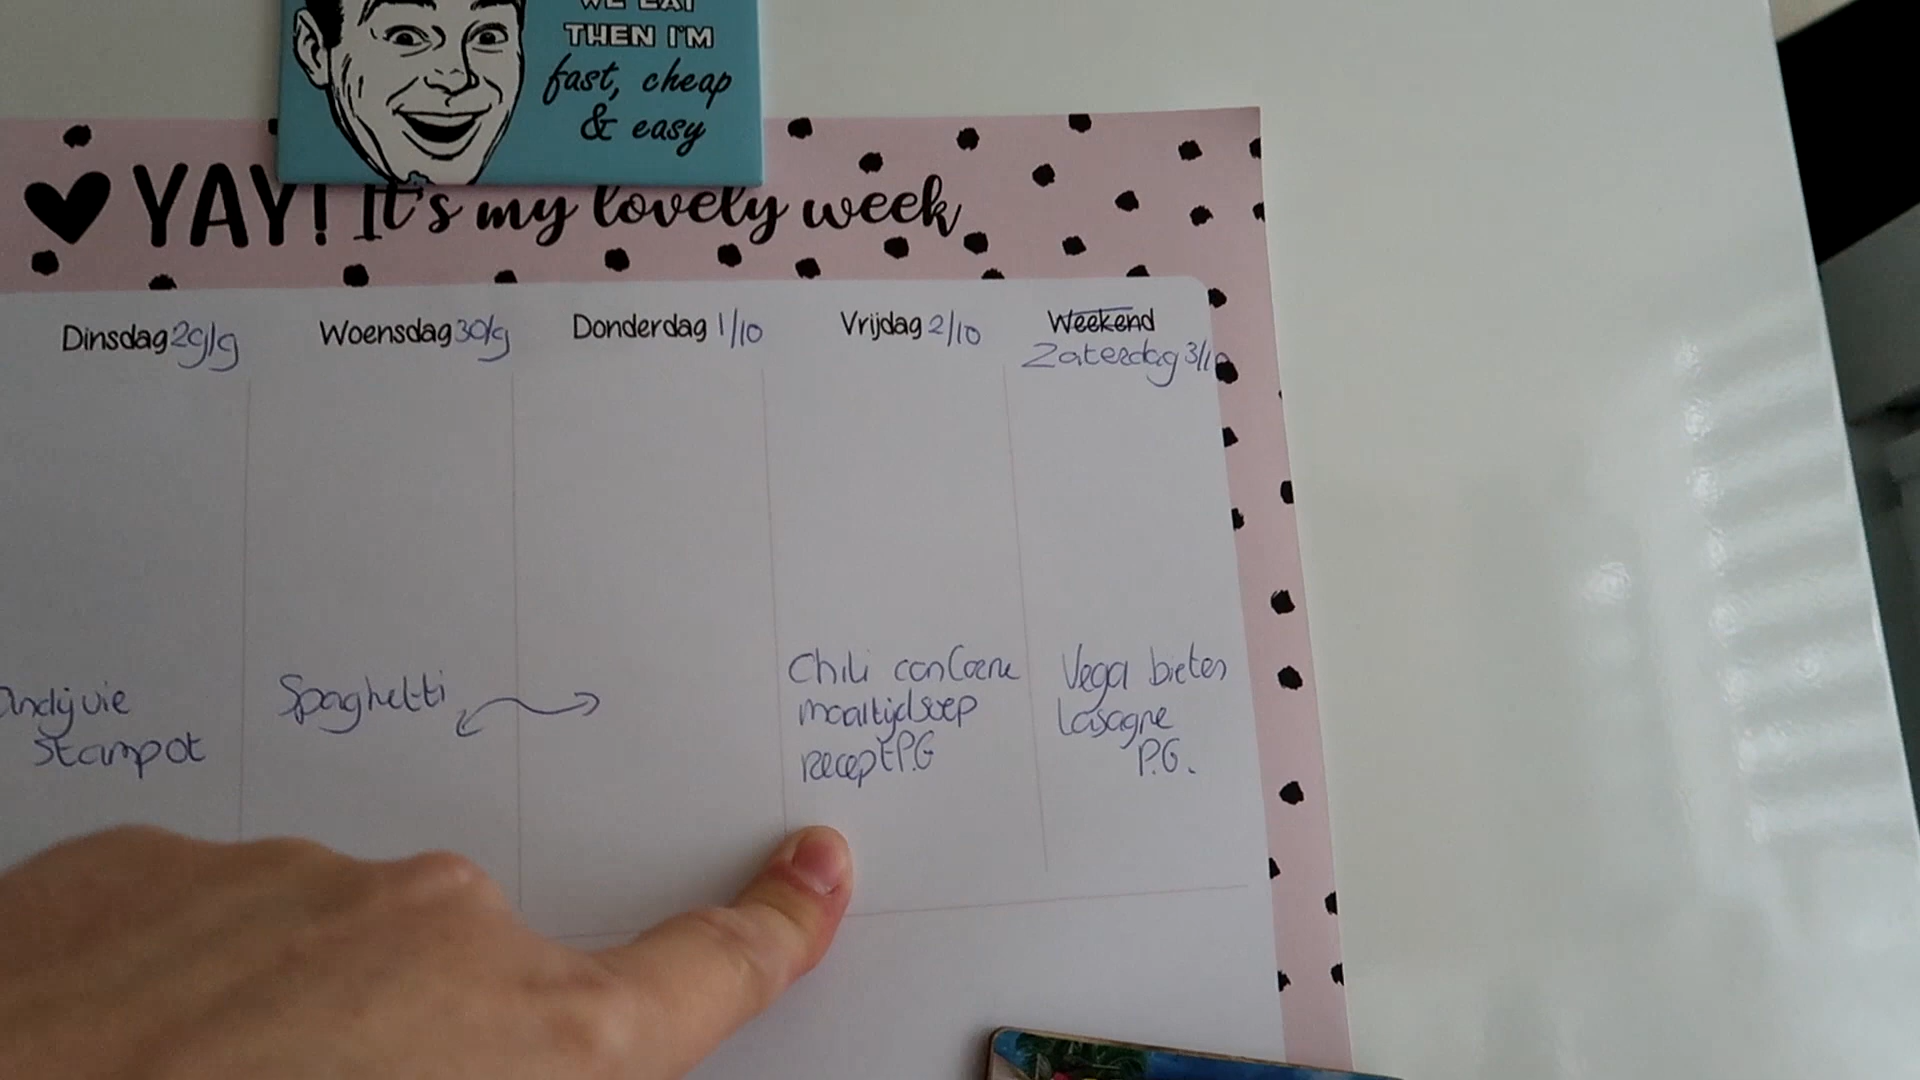 WE EAT
THEN I'M
fast, cheap
& easy
YAY! It's my lovely week
Dinsdag 29/9
Woensdag 30/9
Donderdag 1/10
Vrijdag 2/10
Weekend
Zaterdag 3/10
Andijvie
Stampot
Spaghetti
Chili con Carne
maaltijdsoep
recept P.G
Vega bieten
Lasagne
P.G.